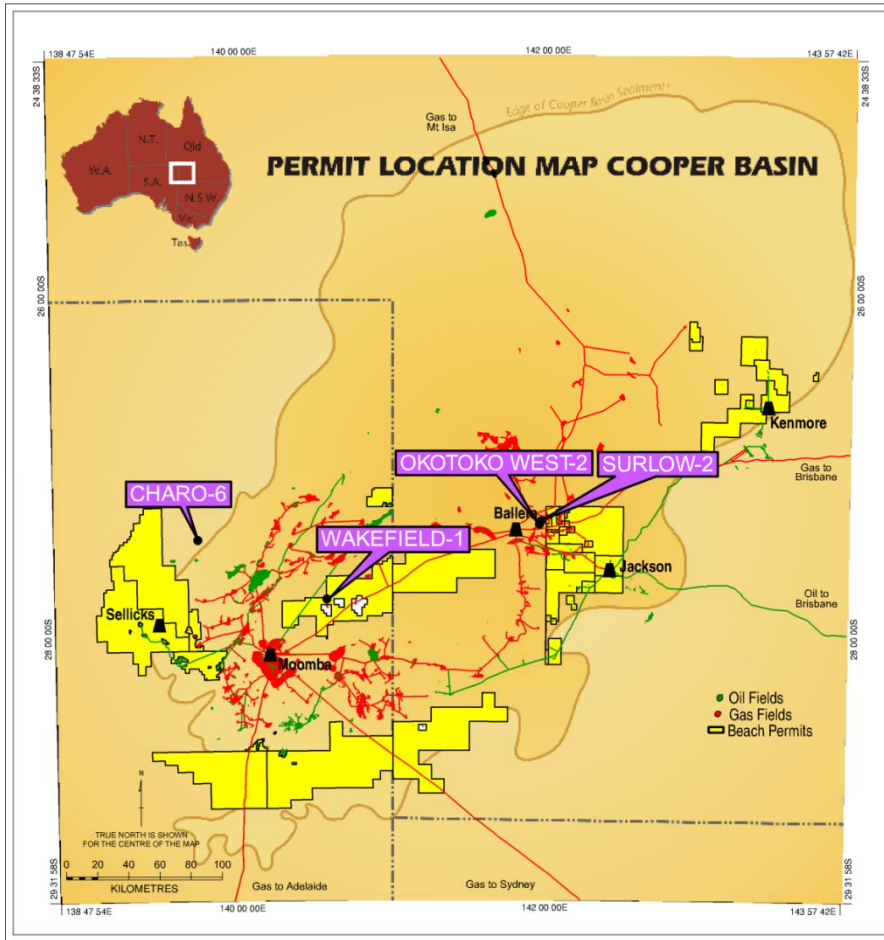 138 47 54E
140 00 00E
142 00 00E
143 57 42E
24 38 33S
24 38 33S
Edge of Cooper Basin Sediments
Gas to
Mt Isa
N.T.
Qld
W.A.
S.A.
N.S.W.
Vic.
Tas.
PERMIT LOCATION MAP COOPER BASIN
26 00 00S
26 00 00S
Kenmore
OKOTOKO WEST-2
SURLOW-2
Gas to
Brisbane
CHARO-6
Ballera
WAKEFIELD-1
Jackson
Oil to
Brisbane
Sellicks
28 00 00S
28 00 00S
Moomba
Oil Fields
Gas Fields
Beach Permits
N
TRUE NORTH IS SHOWN
FOR THE CENTRE OF THE MAP
0 20 40 60 80 100
KILOMETRES
Gas to Adelaide
Gas to Sydney
29 31 58S
29 31 58S
138 47 54E
140 00 00E
142 00 00E
143 57 42E